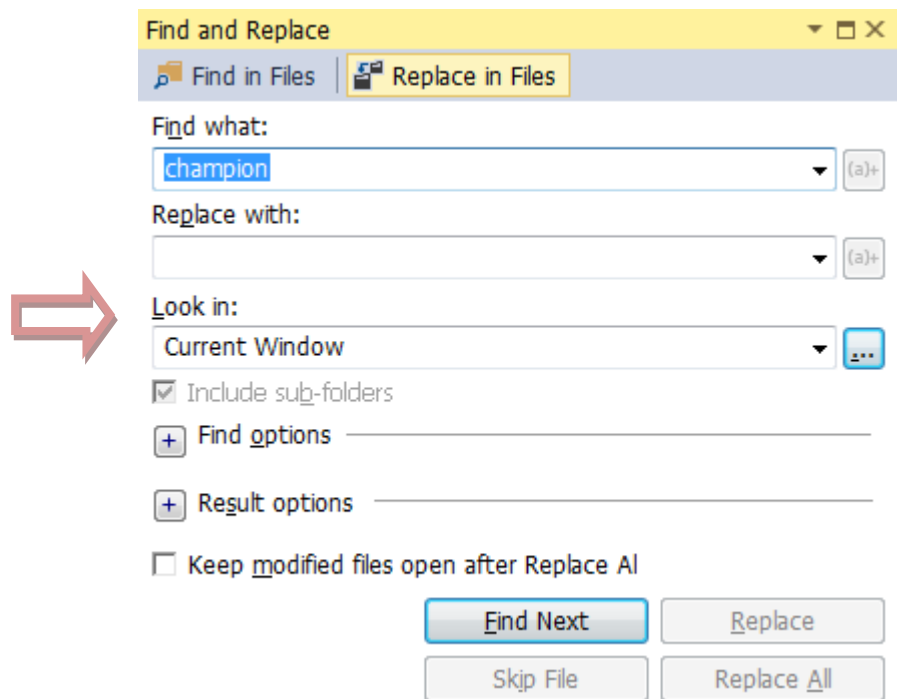 Find and Replace
Find in Files Replace in Files
Find what:
champion
(a)+
Replace with:
(a)+
Look in:
Current Window
...
Include sub-folders
Find options
Result options
Keep modified files open after Replace Al
Find Next Replace
Skip File Replace All